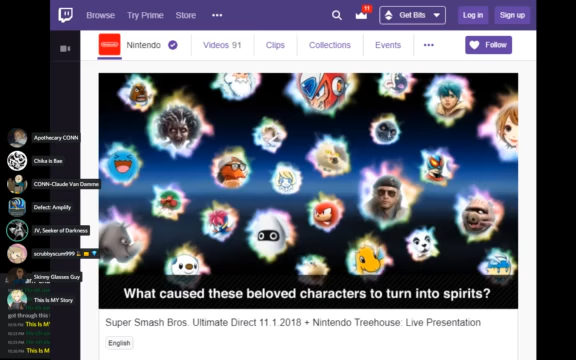 Browse
Try Prime
Store
11
Get Bits
Log in
Sign up
Nintendo
Nintendo
Videos 91
Clips
Collections
Events
Follow
Apothecary CONN
Chika is Bae
CONN-Claude Van Damme
Defect: Amplify
JV, Seeker of Darkness
scrubbyscum999
Skinny Glasses Guy
This Is MY Story
got through this
This Is M
This Is M
What caused these beloved characters to turn into spirits?
Super Smash Bros. Ultimate Direct 11.1.2018 + Nintendo Treehouse: Live Presentation
English